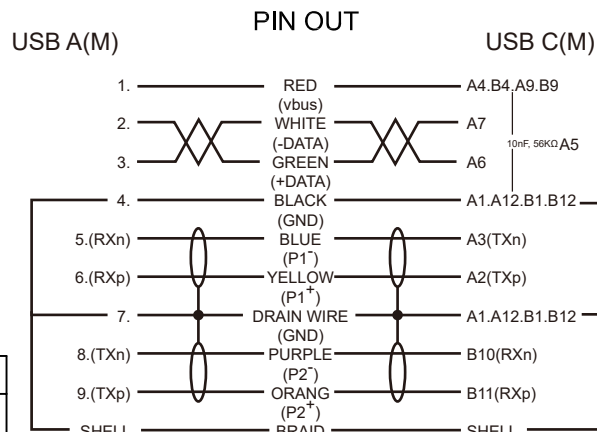 PIN OUT
USB A(M) USB C(M)
1. RED A4.B4.A9.B9
(vbus)
2. WHITE A7
(-DATA) 10nF, 56KΩ A5
3. GREEN A6
(+DATA)
4. BLACK A1.A12.B1.B12
(GND)
5.(RXn) BLUE A3(TXn)
(P1-)
6.(RXp) YELLOW A2(TXp)
(P1+)
7. DRAIN WIRE A1.A12.B1.B12
(GND)
8.(TXn) PURPLE B10(RXn)
(P2-)
9.(TXp) ORANG B11(RXp)
(P2+)
SHELL BRAID SHELL